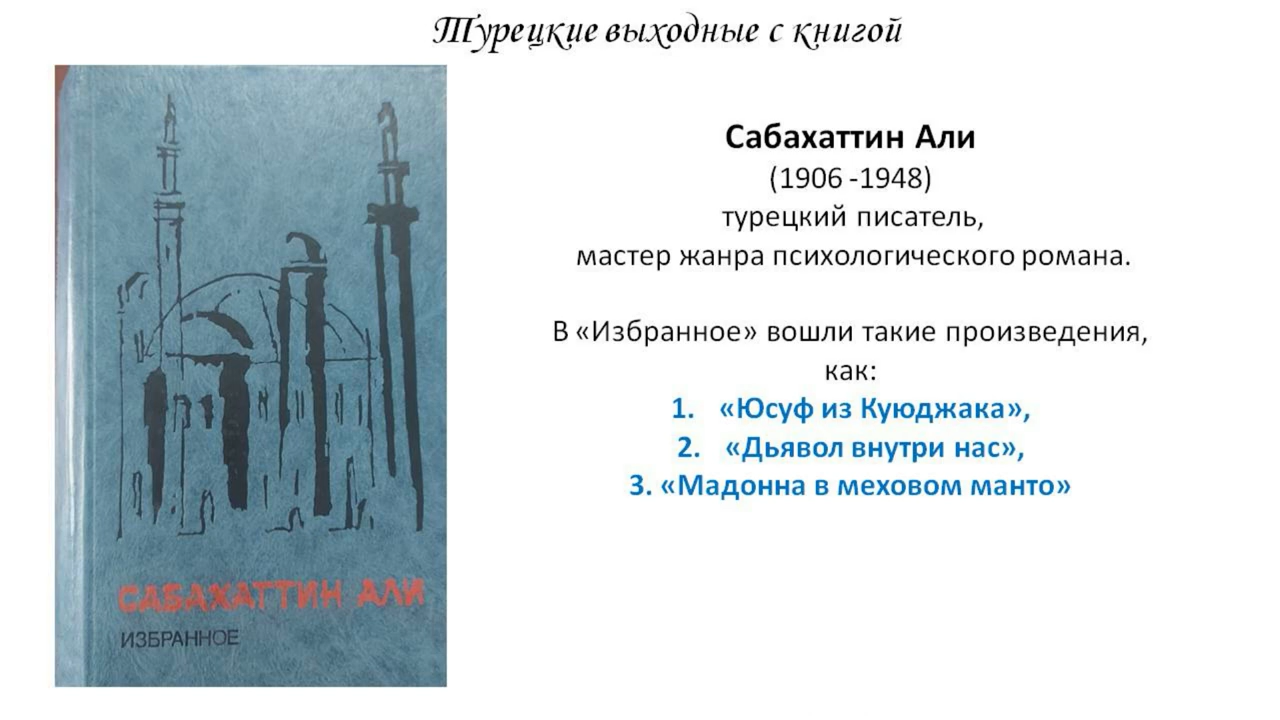 Турецкие выходные с книгой
Сабахаттин Али
(1906 -1948)
турецкий писатель,
мастер жанра психологического романа.
В «Избранное» вошли такие произведения,
как:
1. «Юсуф из Куюджака»,
2. «Дьявол внутри нас»,
3. «Мадонна в меховом манто»
САБАХАТТИН АЛИ
ИЗБРАННОЕ